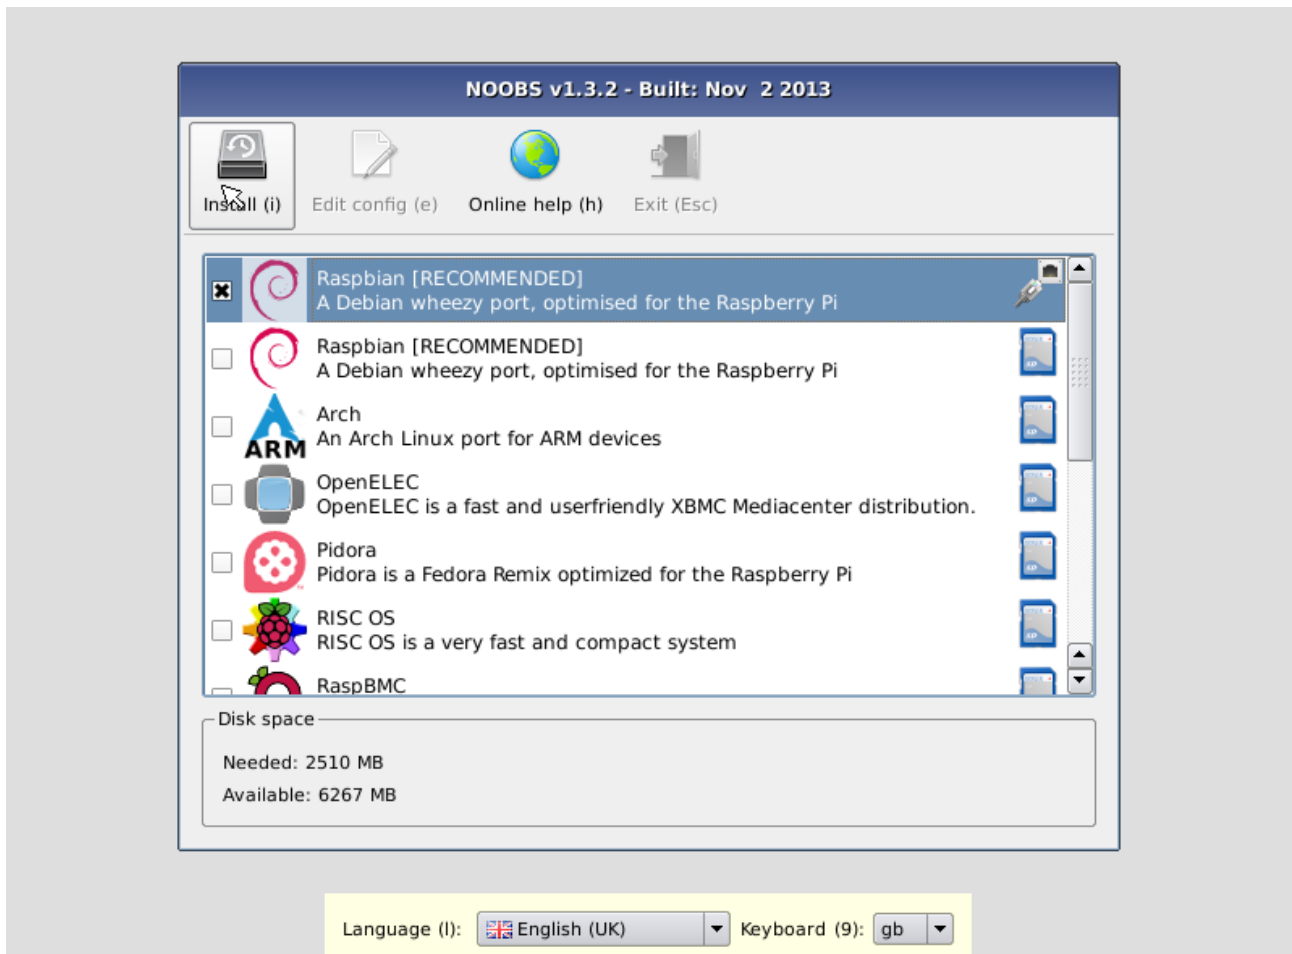 NOOBS v1.3.2 - Built: Nov  2 2013
Install (i)
Edit config (e)
Online help (h)
Exit (Esc)
Raspbian [RECOMMENDED]
A Debian wheezy port, optimised for the Raspberry Pi
Raspbian [RECOMMENDED]
A Debian wheezy port, optimised for the Raspberry Pi
Arch
An Arch Linux port for ARM devices
ARM
OpenELEC
OpenELEC is a fast and userfriendly XBMC Mediacenter distribution.
Pidora
Pidora is a Fedora Remix optimized for the Raspberry Pi
RISC OS
RISC OS is a very fast and compact system
RaspBMC
Disk space
Needed: 2510 MB
Available: 6267 MB
Language (l): English (UK) Keyboard (9): gb